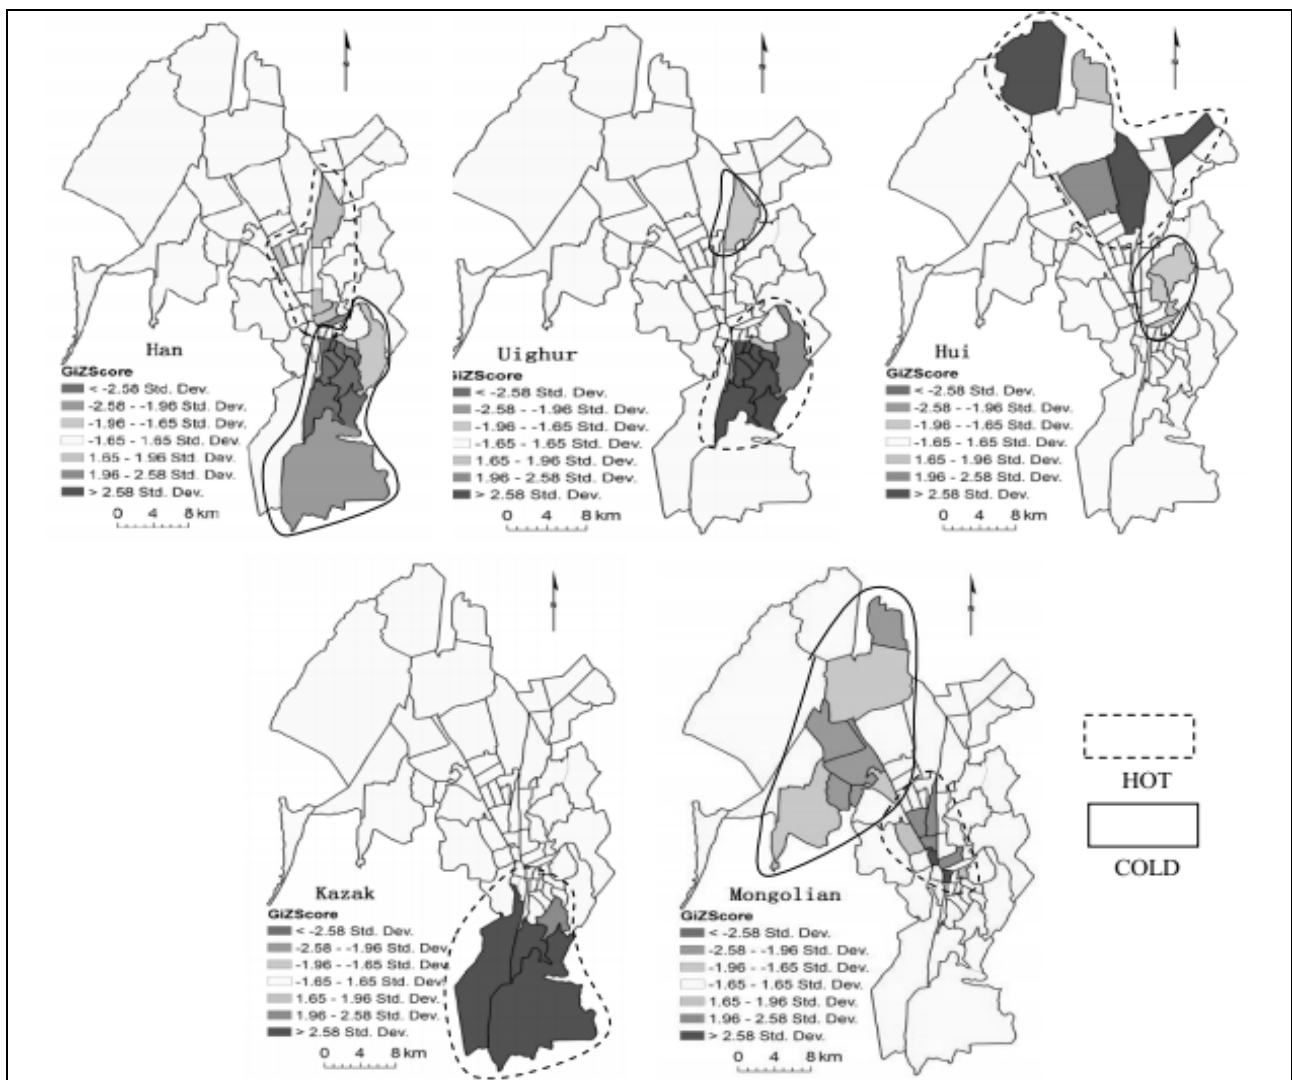 Han
GiZScore
< -2.58 Std. Dev.
-2.58 - -1.96 Std. Dev.
-1.96 - -1.65 Std. Dev.
-1.65 - 1.65 Std. Dev.
1.65 - 1.96 Std. Dev.
1.96 - 2.58 Std. Dev.
> 2.58 Std. Dev.
0 4 8 km
Uighur
GiZScore
< -2.58 Std. Dev.
-2.58 - -1.96 Std. Dev.
-1.96 - -1.65 Std. Dev.
-1.65 - 1.65 Std. Dev.
1.65 - 1.96 Std. Dev.
1.96 - 2.58 Std. Dev.
> 2.58 Std. Dev.
0 4 8 km
Hui
GiZScore
< -2.58 Std. Dev.
-2.58 - -1.96 Std. Dev.
-1.96 - -1.65 Std. Dev.
-1.65 - 1.65 Std. Dev.
1.65 - 1.96 Std. Dev.
1.96 - 2.58 Std. Dev.
> 2.58 Std. Dev.
0 4 8 km
Kazak
GiZScore
< -2.58 Std. Dev.
-2.58 - -1.96 Std. Dev.
-1.96 - -1.65 Std. Dev.
-1.65 - 1.65 Std. Dev.
1.65 - 1.96 Std. Dev.
1.96 - 2.58 Std. Dev.
> 2.58 Std. Dev.
0 4 8 km
Mongolian
GiZScore
< -2.58 Std. Dev.
-2.58 - -1.96 Std. Dev.
-1.96 - -1.65 Std. Dev.
-1.65 - 1.65 Std. Dev.
1.65 - 1.96 Std. Dev.
1.96 - 2.58 Std. Dev.
> 2.58 Std. Dev.
0 4 8 km
HOT
COLD